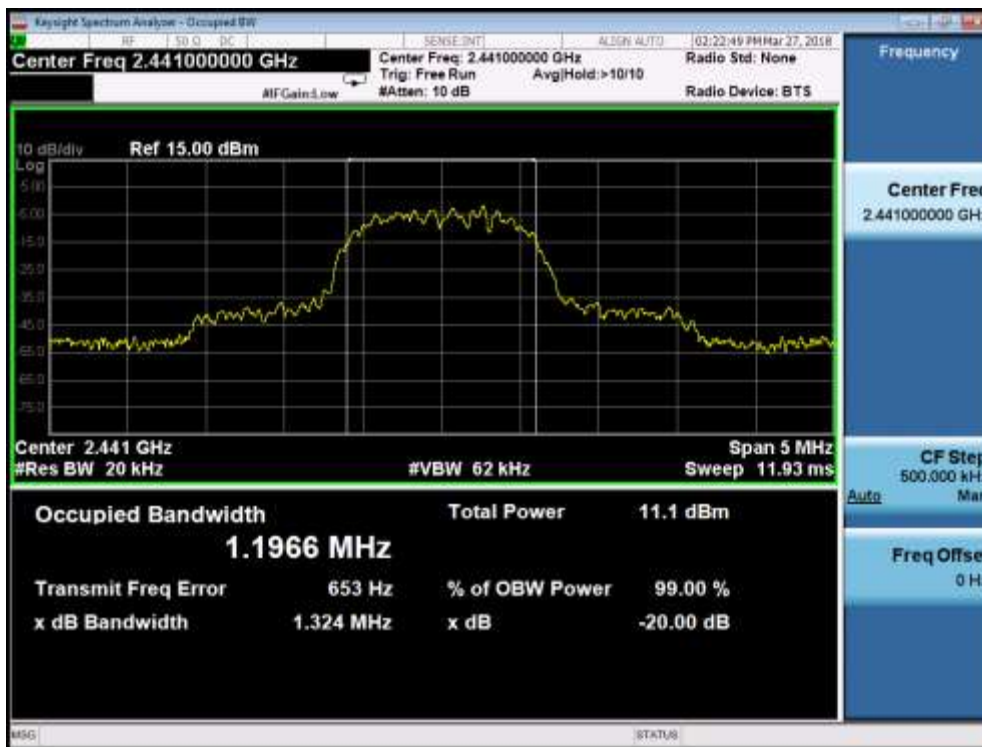 Keysight Spectrum Analyzer - Occupied BW
RF 50 Ω DC SENSE:INT ALIGN AUTO 02:22:49 PM Mar 27, 2018
Center Freq 2.441000000 GHz
Center Freq: 2.441000000 GHz
Radio Std: None
Trig: Free Run Avg|Hold:>10/10
#IFGain:Low #Atten: 10 dB
Radio Device: BTS
10 dB/div Ref 15.00 dBm
Log
5.00
-5.00
-15.0
-25.0
-35.0
-45.0
-55.0
-65.0
-75.0
Center 2.441 GHz Span 5 MHz
#Res BW 20 kHz #VBW 62 kHz Sweep 11.93 ms
Occupied Bandwidth Total Power 11.1 dBm
1.1966 MHz
Transmit Freq Error 653 Hz % of OBW Power 99.00 %
x dB Bandwidth 1.324 MHz x dB -20.00 dB
MSG STATUS
Frequency
Center Fre
2.441000000 GH
CF Step
500.000 kH
Auto Ma
Freq Offse
0 H